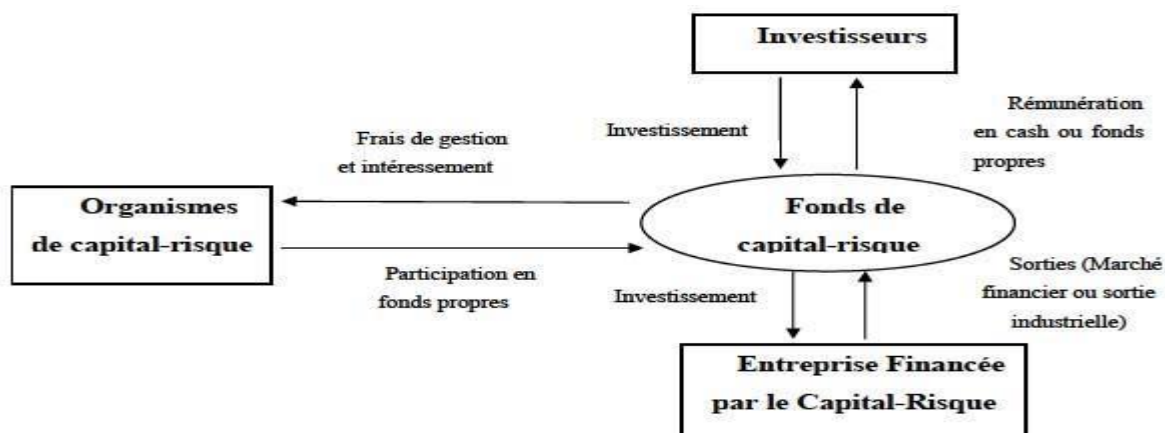 Investisseurs
Investissement
Rémunération
en cash ou fonds
propres
Frais de gestion
et intéressement
Organismes
de capital-risque
Fonds de
capital-risque
Participation en
fonds propres
Investissement
Sorties (Marché
financier ou sortie
industrielle)
Entreprise Financée
par le Capital-Risque